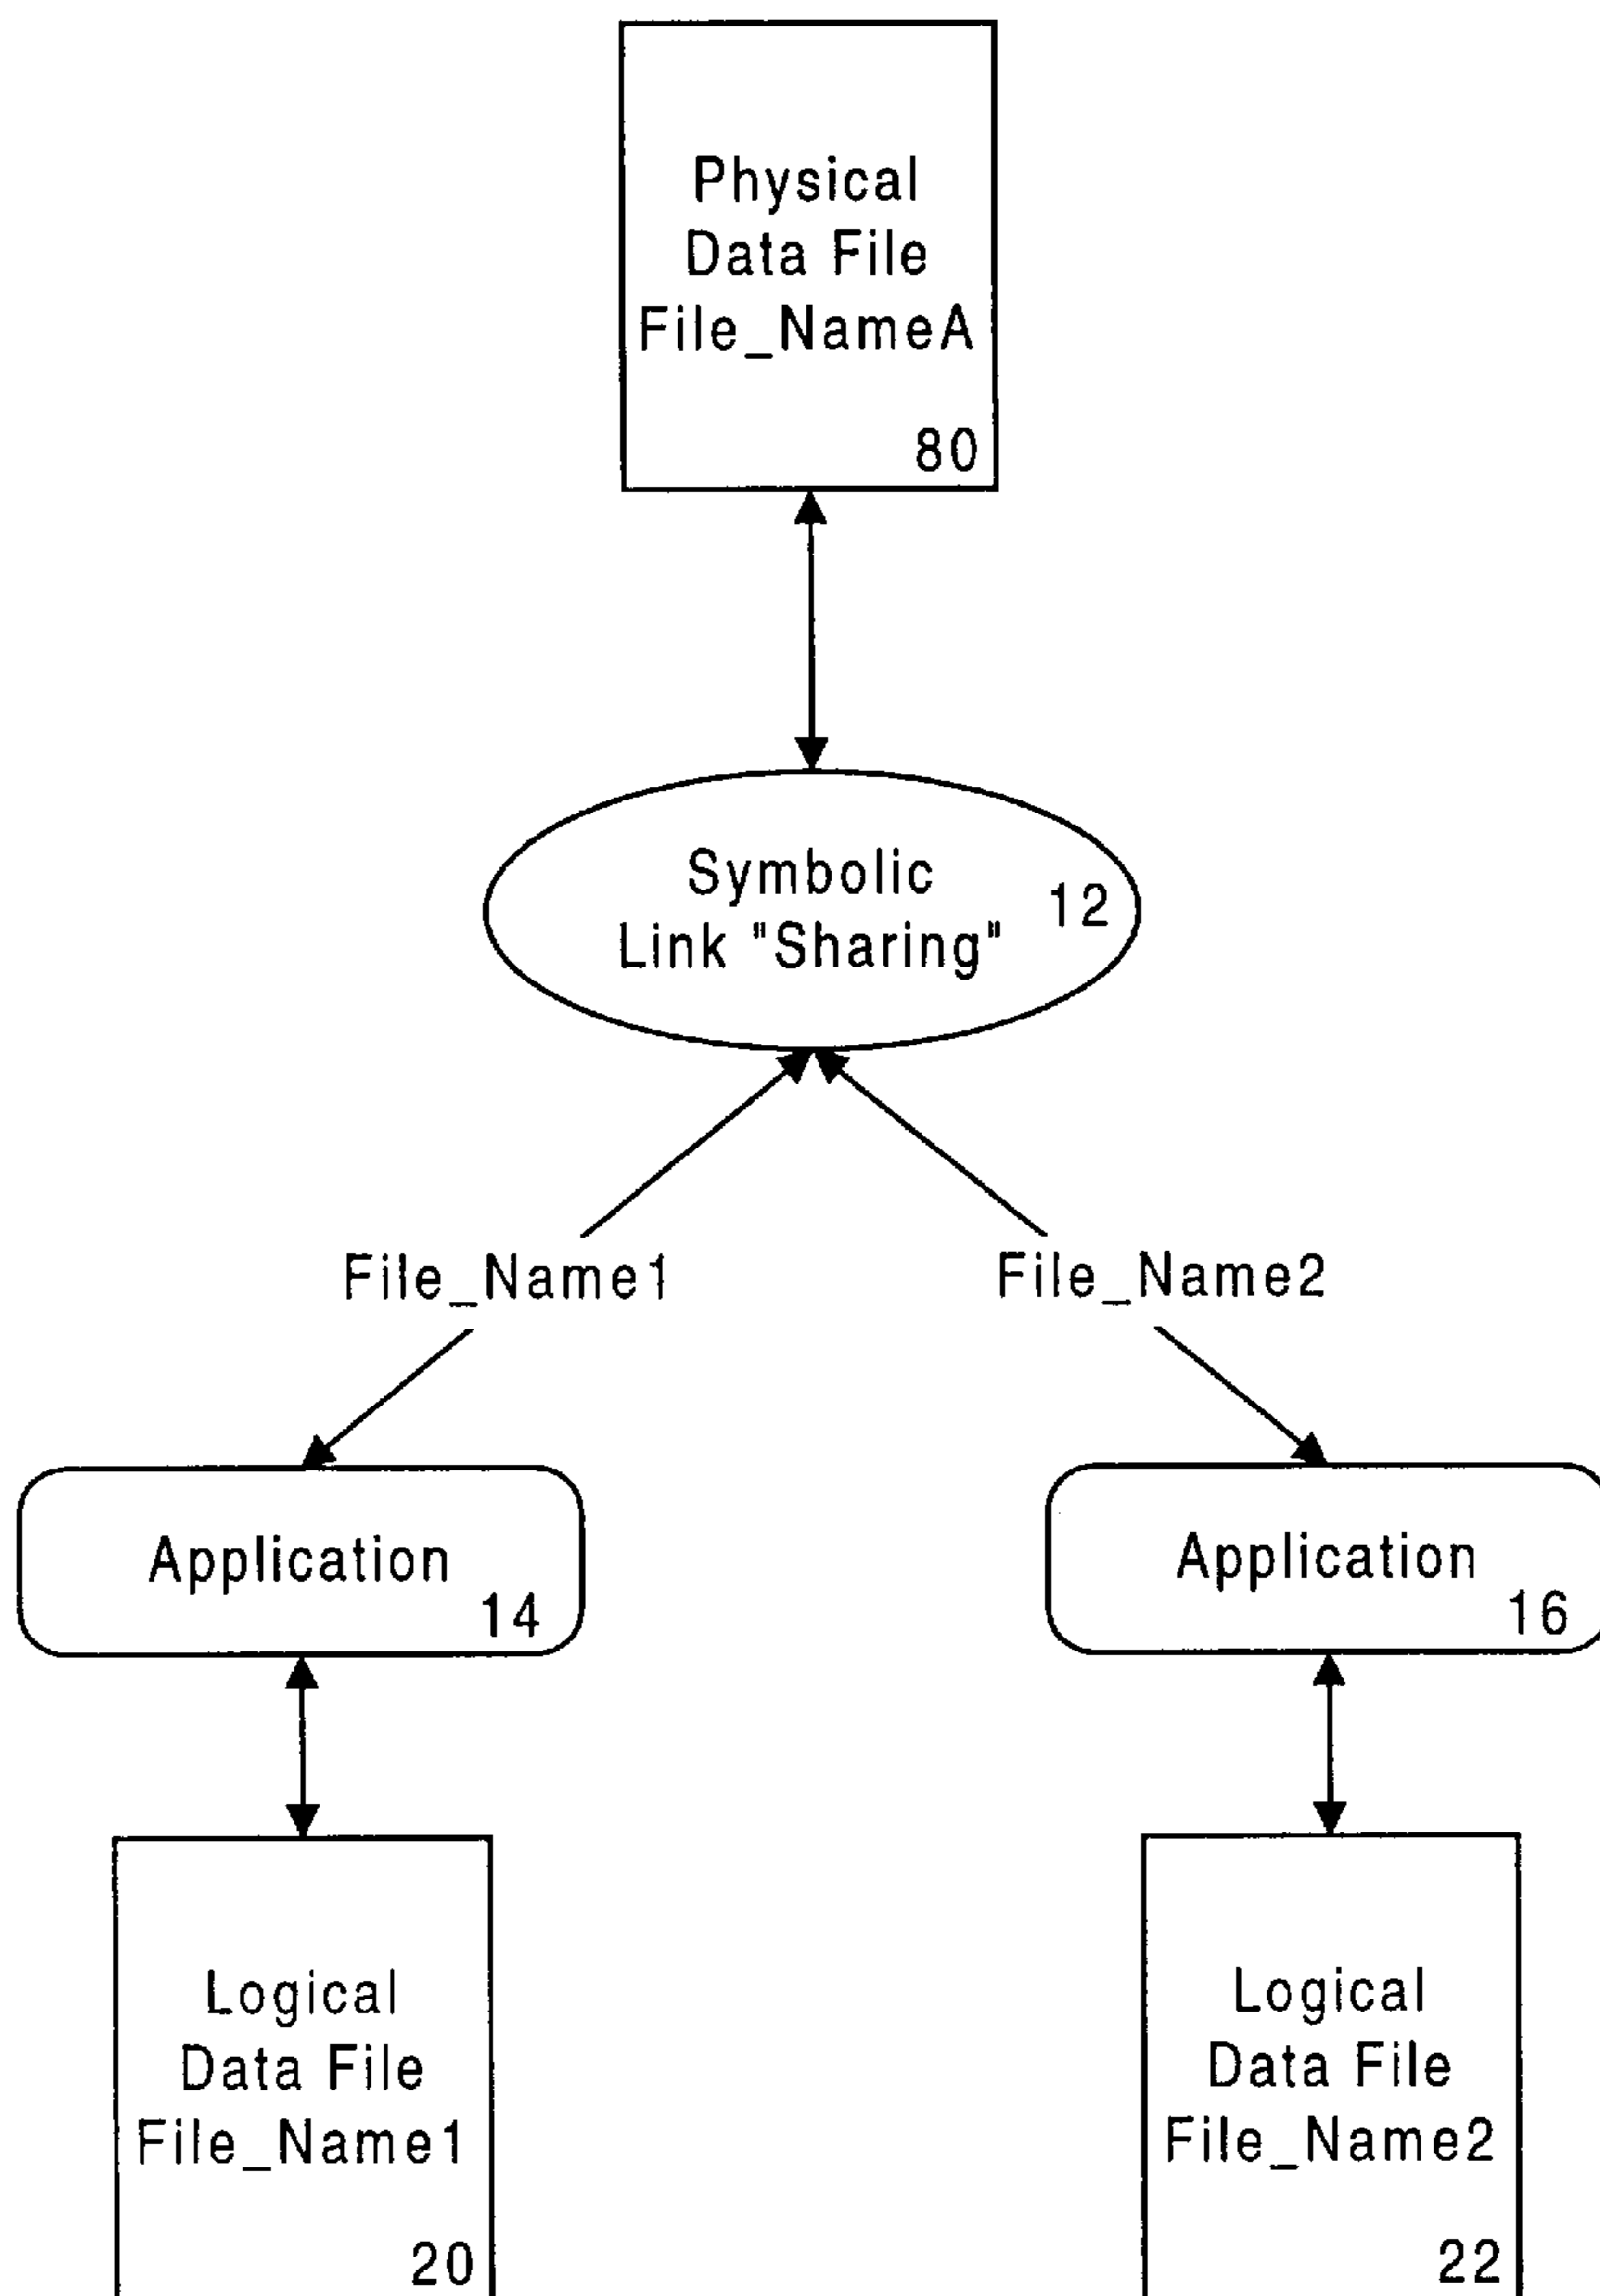 Physical
Data File
File_NameA
80
Symbolic
Link "Sharing"
12
File_Name1
File_Name2
Application
14
Application
16
Logical
Data File
File_Name1
20
Logical
Data File
File_Name2
22